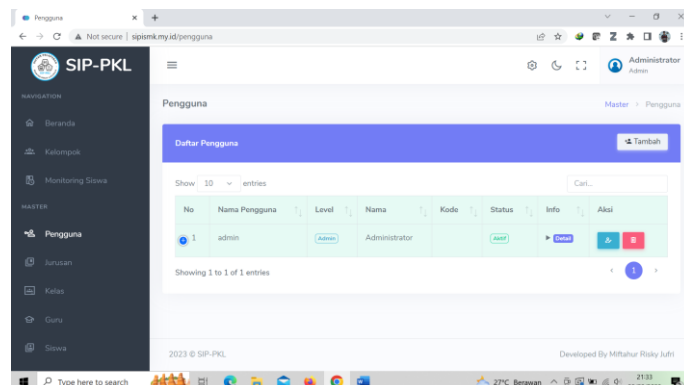 Pengguna
Not secure | sipismk.my.id/pengguna
SIP-PKL
Administrator
Admin
NAVIGATION
Beranda
Kelompok
Monitoring Siswa
MASTER
Pengguna
Jurusan
Kelas
Guru
Siswa
Pengguna
Master > Pengguna
Daftar Pengguna
Tambah
Show 10 entries
Cari...
No Nama Pengguna Level Nama Kode Status Info Aksi
1 admin Admin Administrator Aktif Detail
Showing 1 to 1 of 1 entries
1
2023 © SIP-PKL
Developed By Miftahur Risky Jufri
Type here to search
27°C Berawan
21:33